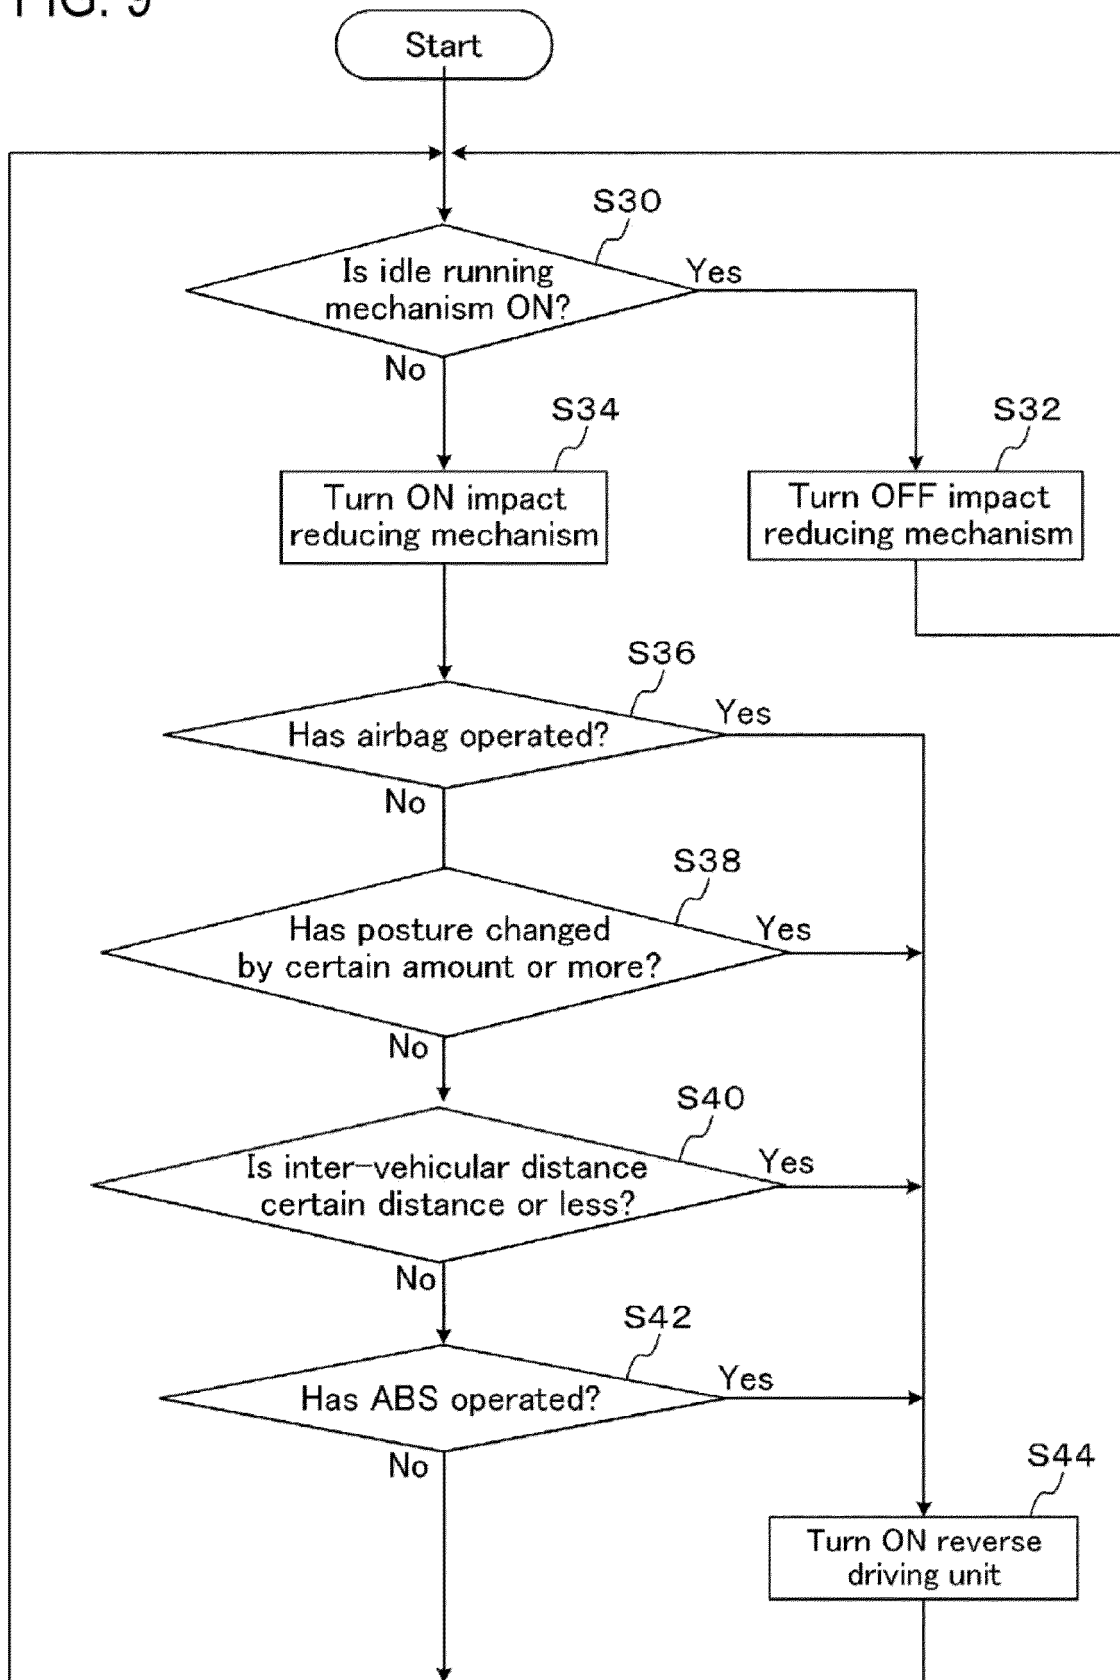 FIG. 9
Start
S30
Is idle running
mechanism ON?
Yes
No
S34
Turn ON impact
reducing mechanism
S32
Turn OFF impact
reducing mechanism
S36
Has airbag operated?
Yes
No
S38
Has posture changed
by certain amount or more?
Yes
No
S40
Is inter-vehicular distance
certain distance or less?
Yes
No
S42
Has ABS operated?
Yes
No
S44
Turn ON reverse
driving unit